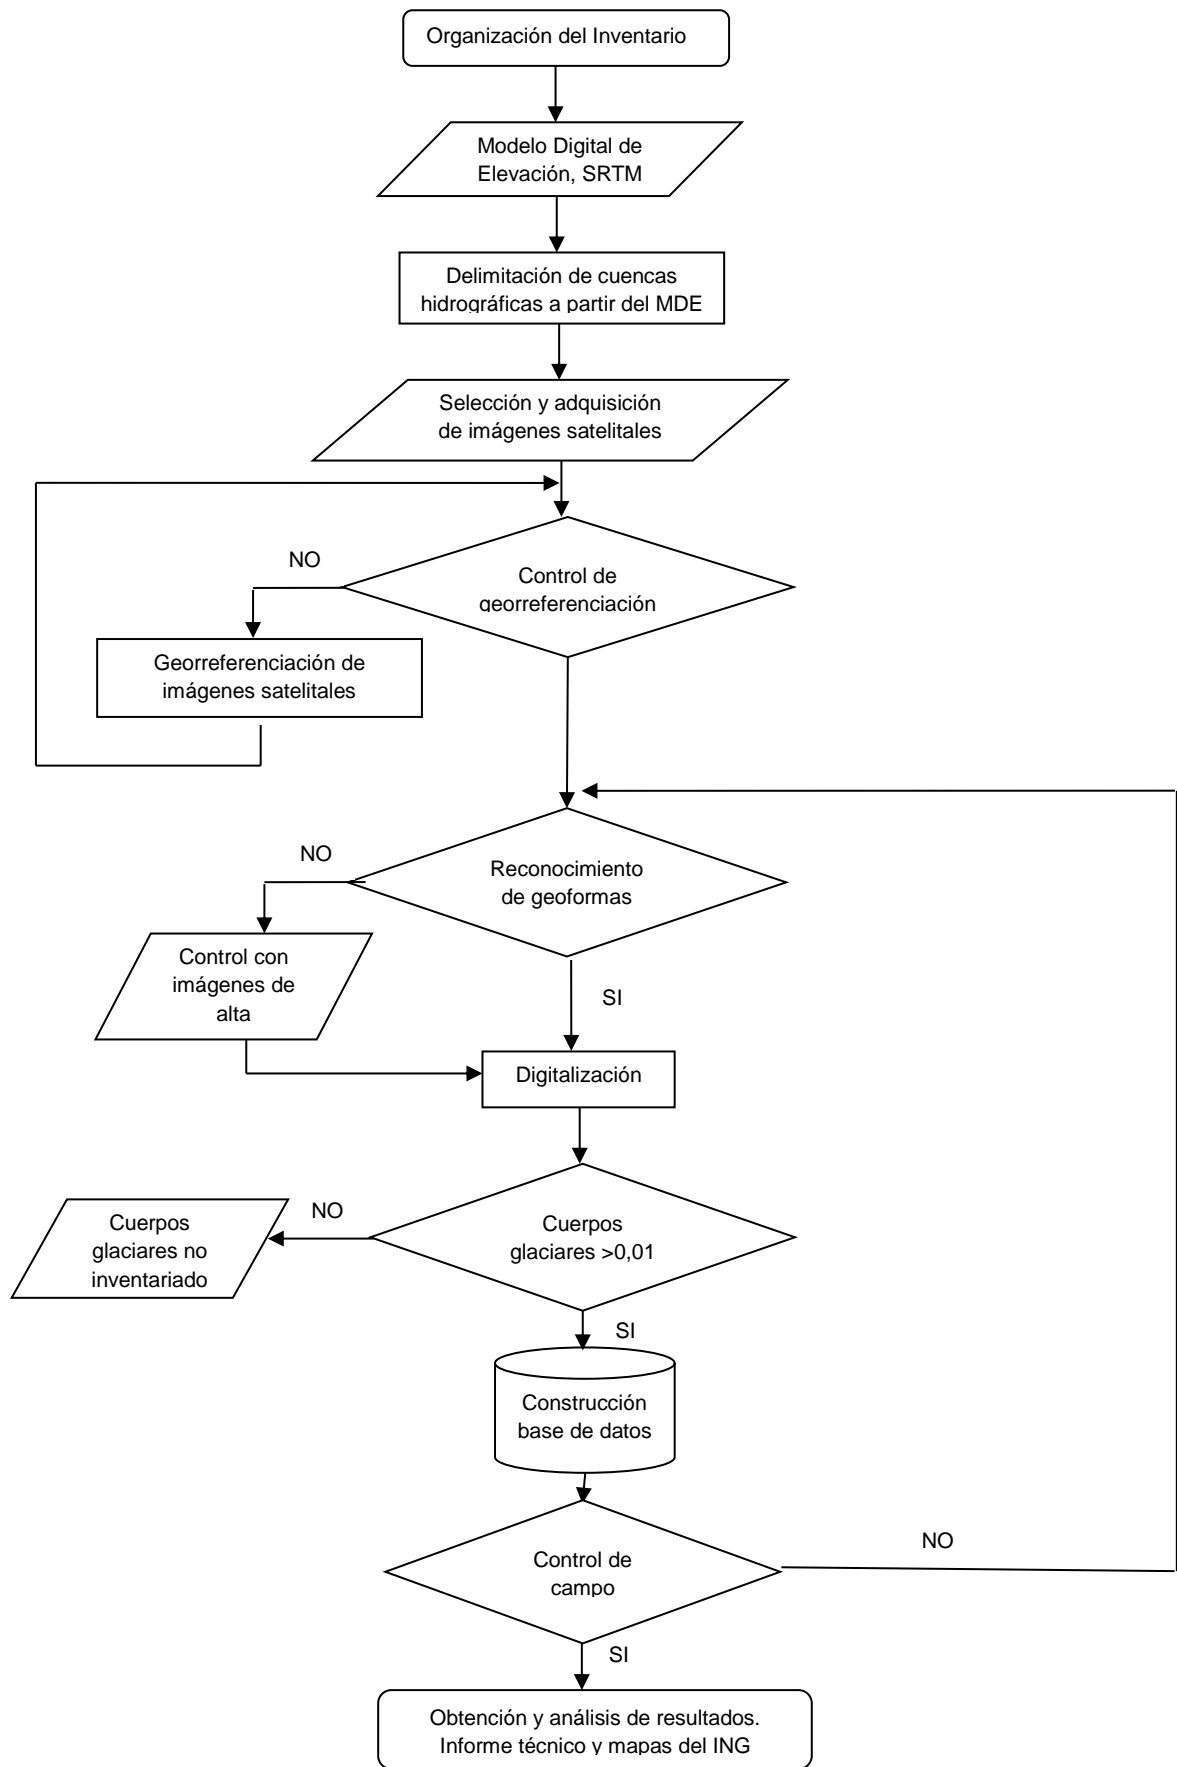 Organización del Inventario
Modelo Digital de
Elevación, SRTM
Delimitación de cuencas
hidrográficas a partir del MDE
Selección y adquisición
de imágenes satelitales
NO
Control de
georreferenciación
Georreferenciación de
imágenes satelitales
NO
Reconocimiento
de geoformas
Control con
imágenes de
alta
SI
Digitalización
NO
Cuerpos
glaciares no
inventariado
Cuerpos
glaciares >0,01
SI
Construcción
base de datos
NO
Control de
campo
SI
Obtención y análisis de resultados.
Informe técnico y mapas del ING